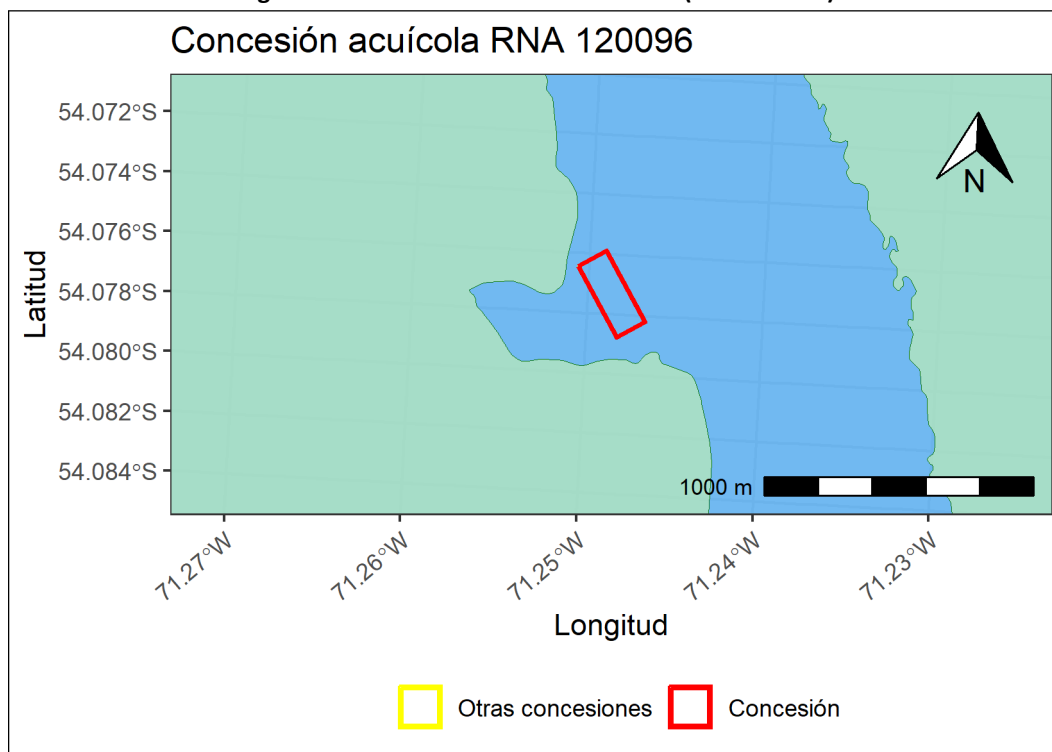 Concesión acuícola RNA 120096
54.072°S
54.074°S
54.076°S
54.078°S
54.080°S
54.082°S
54.084°S
Latitud
N
1000 m
71.27°W
71.26°W
71.25°W
71.24°W
71.23°W
Longitud
Otras concesiones
Concesión